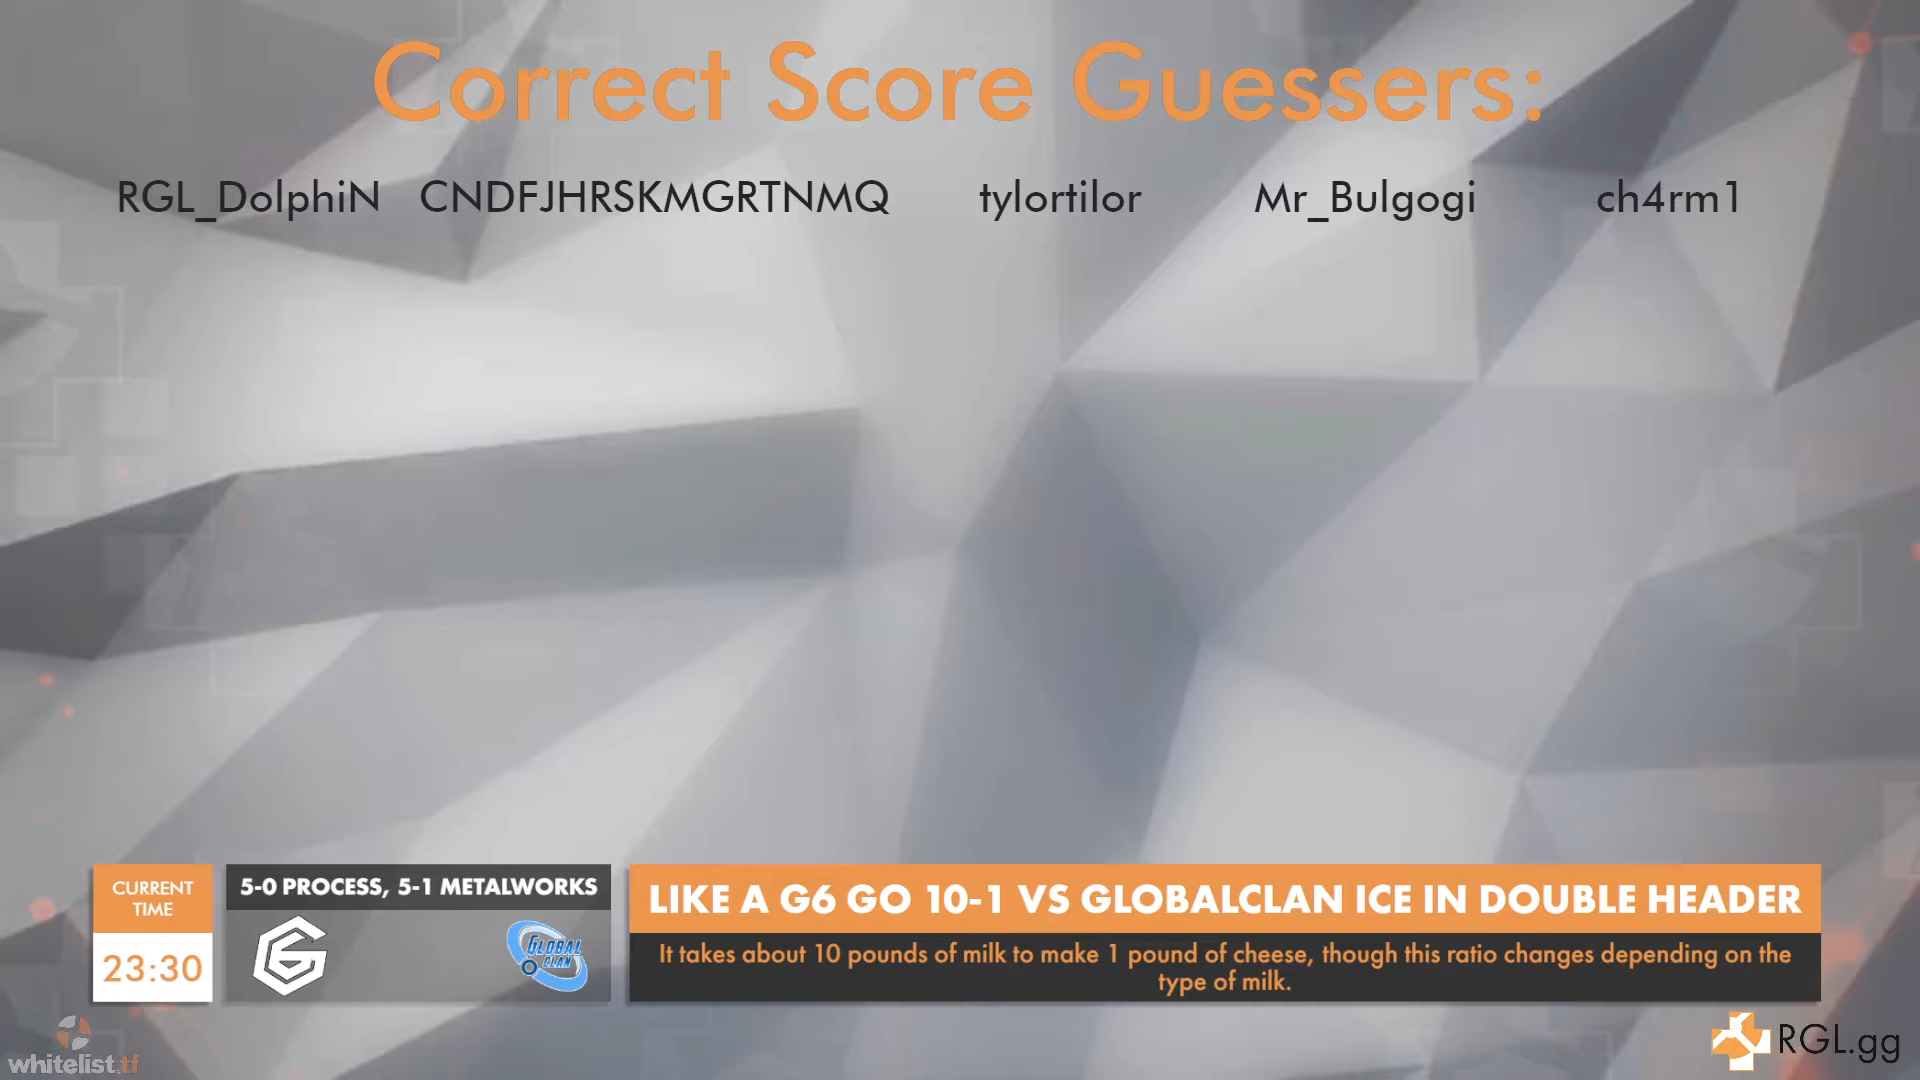 Correct Score Guessers:
RGL_DolphiN CNDFJHRSKMGRTNMQ tylortilor Mr_Bulgogi ch4rm1
CURRENT
TIME
23:30
5-0 PROCESS, 5-1 METALWORKS
GLOBAL
CLAN
LIKE A G6 GO 10-1 VS GLOBALCLAN ICE IN DOUBLE HEADER
It takes about 10 pounds of milk to make 1 pound of cheese, though this ratio changes depending on the
type of milk.
whitelist.tf
RGL.gg